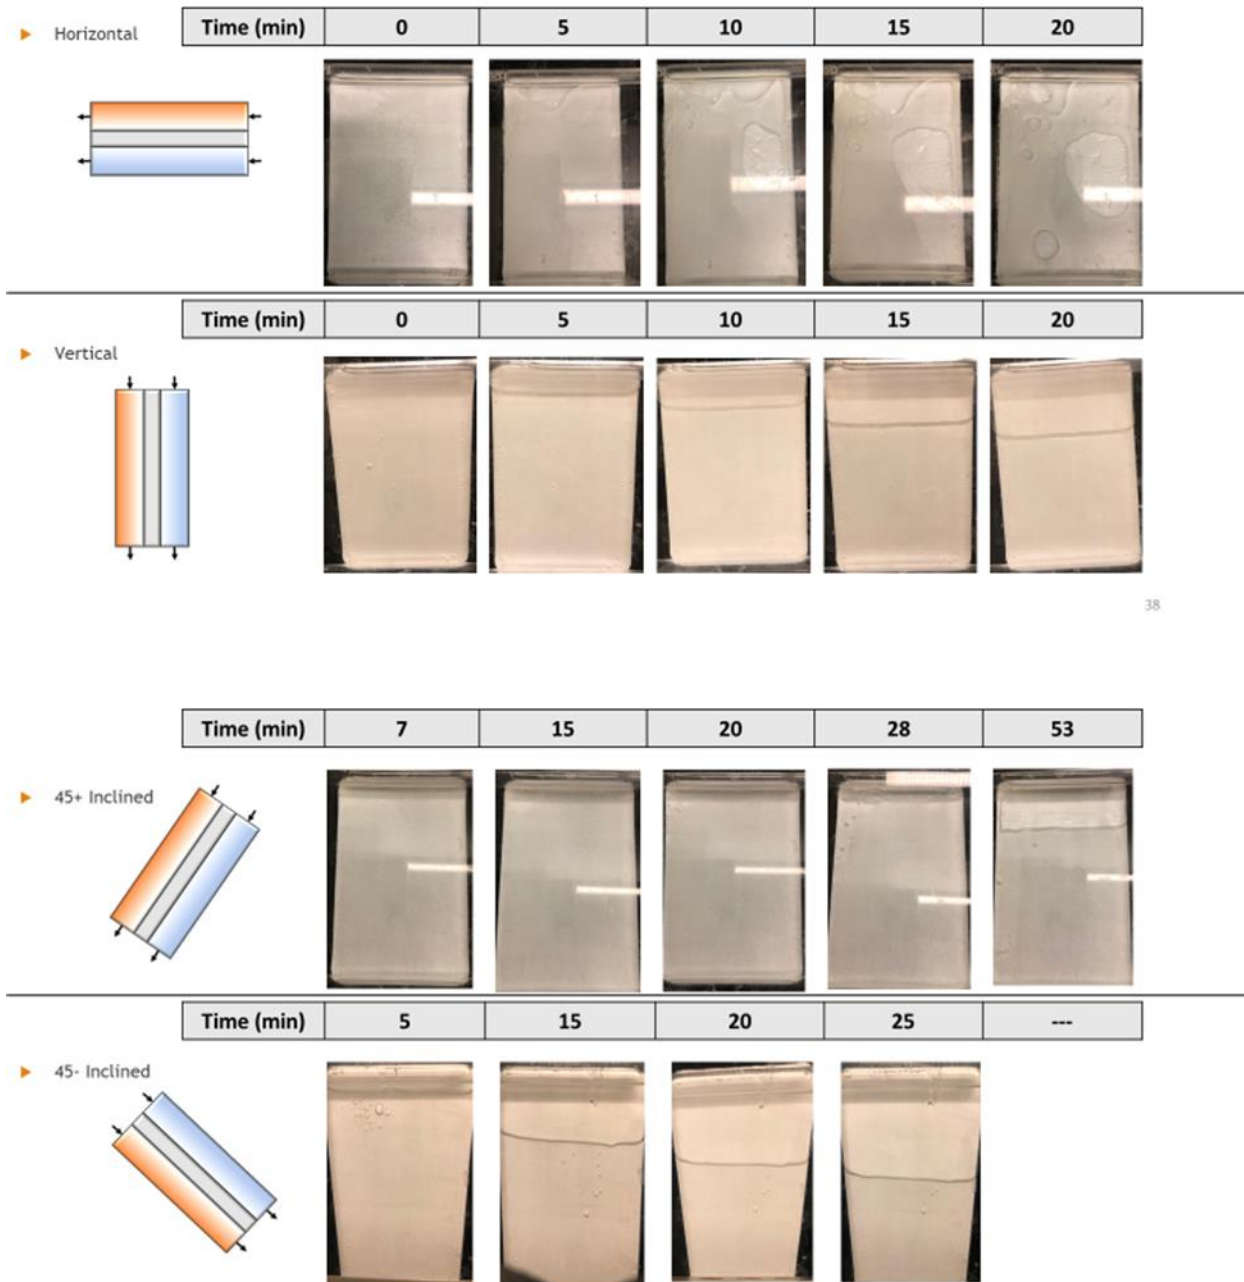 Horizontal
Time (min) 0 5 10 15 20
Time (min) 0 5 10 15 20
Vertical
38
Time (min) 7 15 20 28 53
45+ Inclined
Time (min) 5 15 20 25 ---
45- Inclined